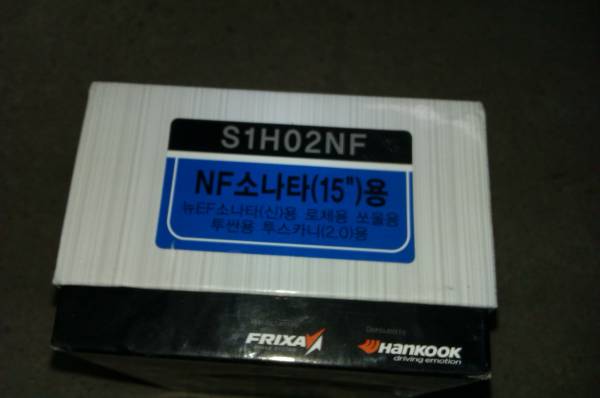 S1H02NF
NF소나타(15")용
뉴EF소나타(신)용 로체용 쏘울용
투싼용 투스카니(2.0)용
FRIXA
HANKOOK
driving emotion